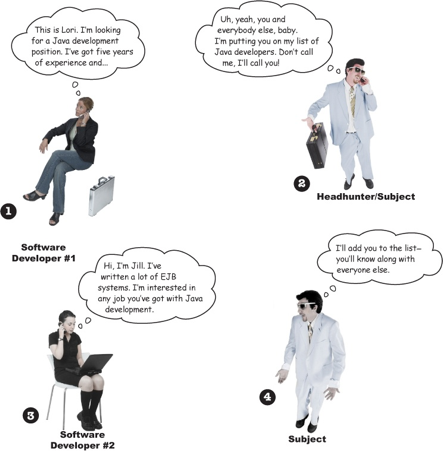 This is Lori. I'm looking
for a Java development
position. I've got five years
of experience and...
1
Software
Developer #1
Uh, yeah, you and
everybody else, baby.
I'm putting you on my list of
Java developers. Don't call
me, I'll call you!
2
Headhunter/Subject
Hi, I'm Jill. I've
written a lot of EJB
systems. I'm interested in
any job you've got with Java
development.
3
Software
Developer #2
I'll add you to the list–
you'll know along with
everyone else.
4
Subject